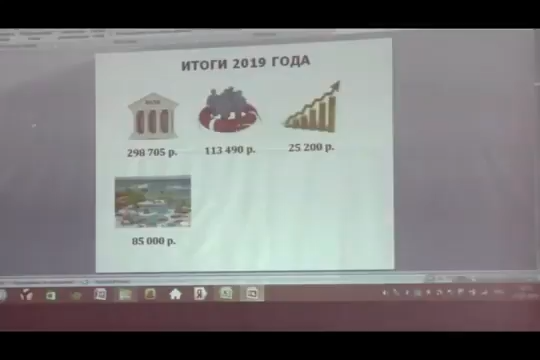 ИТОГИ 2019 ГОДА
298 705 р.
113 490 р.
25 200 р.
85 000 р.